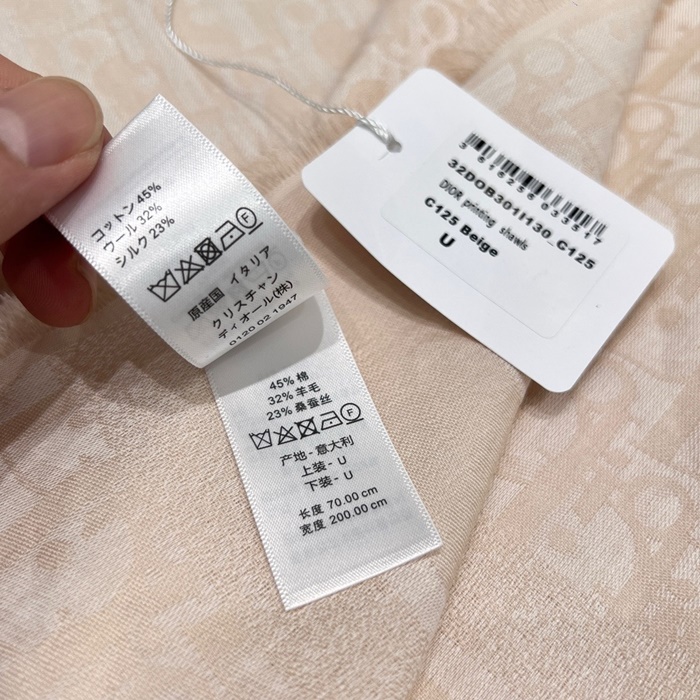 コットン 45%
ウール 32%
シルク 23%
F
原産国 イタリア
クリスチャン
ディオール(株)
0120 02 1947
45% 棉
32% 羊毛
23% 桑蚕丝
F
产地 - 意大利
上装 - U
下装 - U
长度 70.00 cm
宽度 200.00 cm
32DOB301I130_C125
DIOR printing shawls
C125 Beige
U